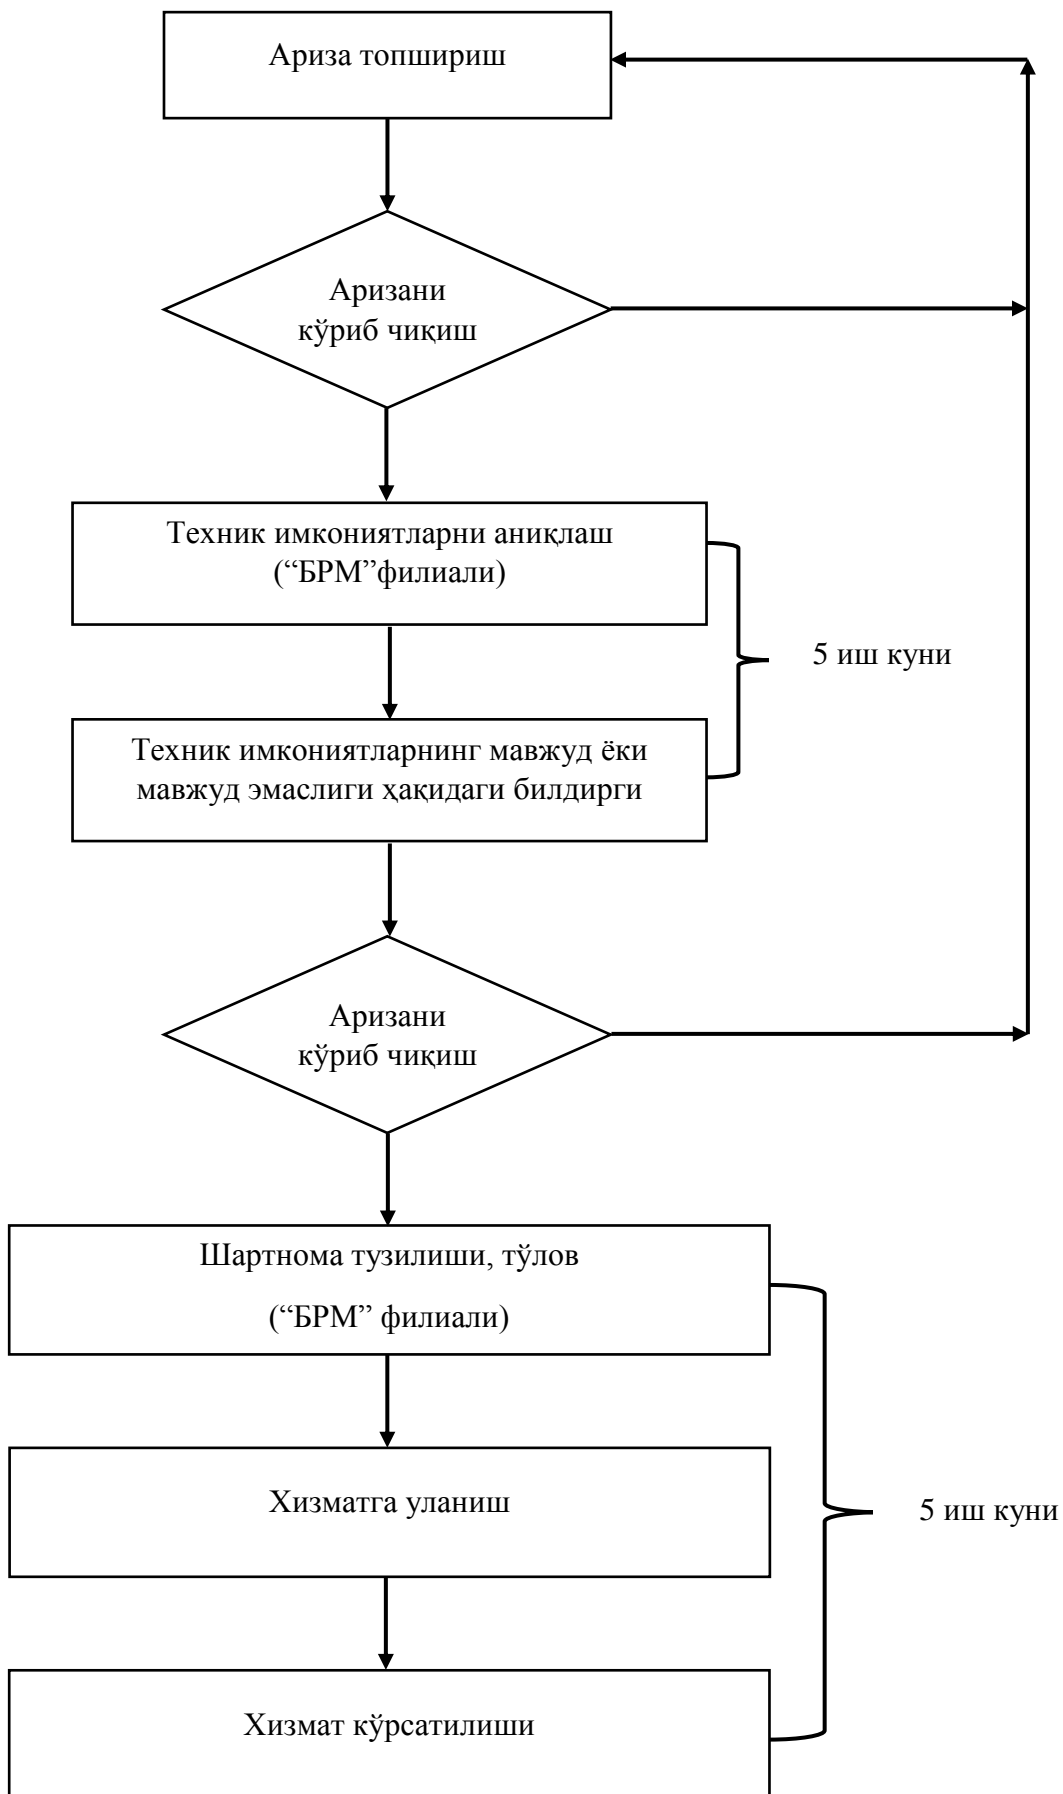 Ариза топшириш
Аризани
кўриб чиқиш
Техник имкониятларни аниқлаш
(“БРМ”филиали)
5 иш куни
Техник имкониятларнинг мавжуд ёки
мавжуд эмаслиги ҳақидаги билдирги
Аризани
кўриб чиқиш
Шартнома тузилиши, тўлов
(“БРМ” филиали)
Хизматга уланиш
5 иш куни
Хизмат кўрсатилиши